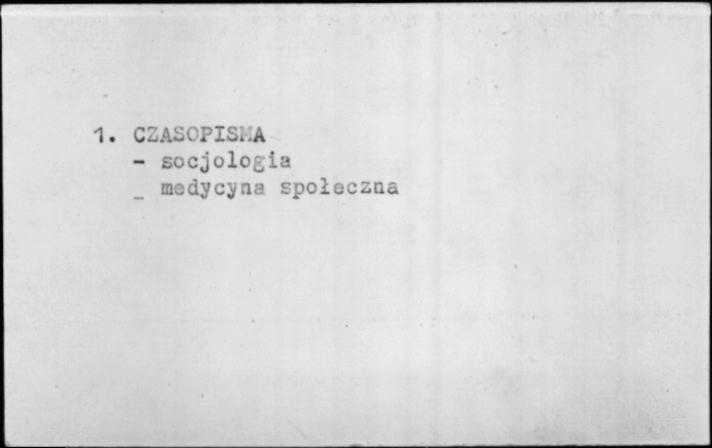 1. CZASOPISMA
- socjologia
_ medycyna społeczna